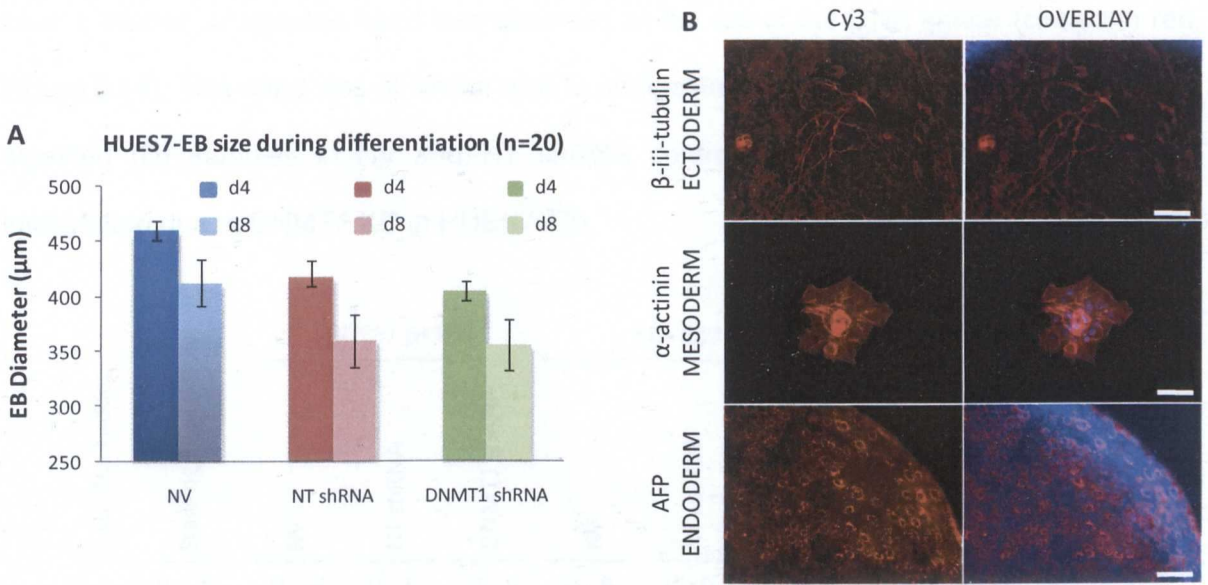 A
HUES7-EB size during differentiation (n=20)
EB Diameter (µm)
500
450
400
350
300
250
d4
d8
d4
d8
d4
d8
NV
NT shRNA
DNMT1 shRNA
B
Cy3
OVERLAY
β-iii-tubulin
ECTODERM
α-actinin
MESODERM
AFP
ENDODERM